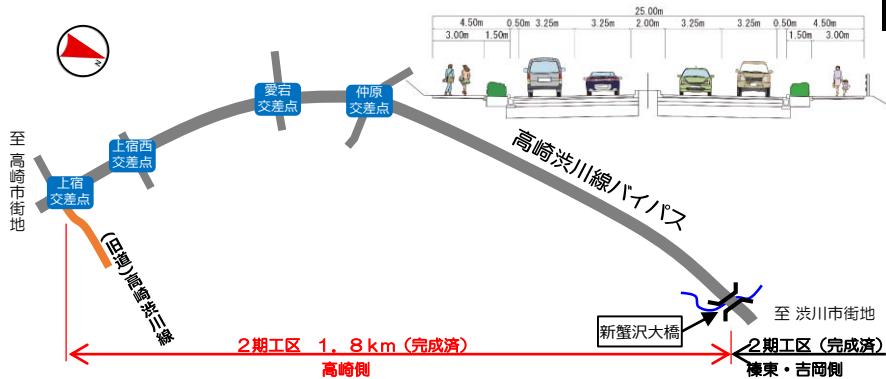 25.00m
4.50m 0.50m 3.25m 3.25m 2.00m 3.25m 3.25m 0.50m 4.50m
3.00m 1.50m 1.50m 3.00m
N
愛宕
交差点
仲原
交差点
上宿西
交差点
上宿
交差点
至 高崎市街地
高崎渋川線バイパス
(旧道)高崎渋川線
至 渋川市街地
新蟹沢大橋
2期工区 1.8km(完成済)
高崎側
2期工区(完成済)
榛東・吉岡側